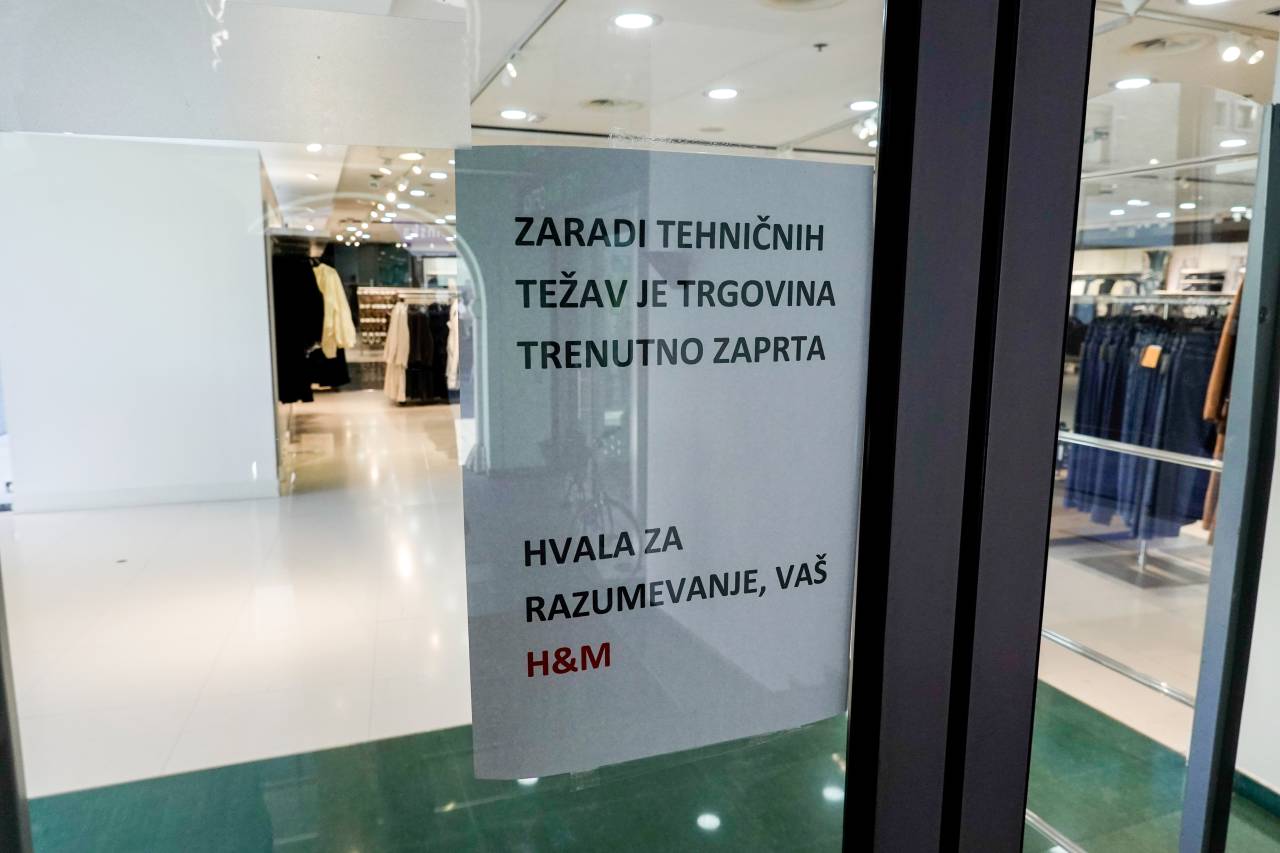 ZARADI TEHNIČNIH
TEŽAV JE TRGOVINA
TRENUTNO ZAPRTA
HVALA ZA
RAZUMEVANJE, VAŠ
H&M